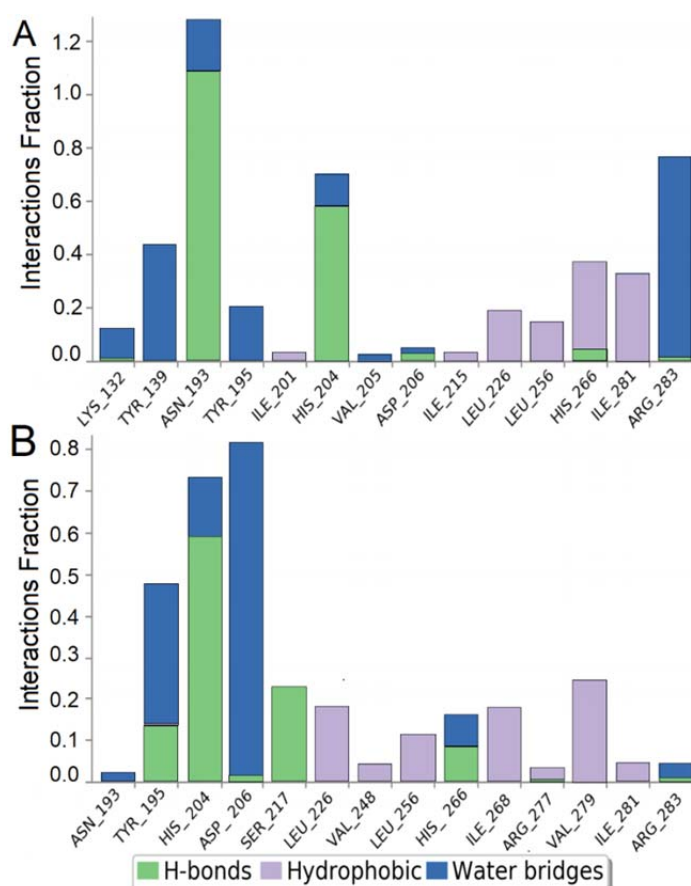 A
Interactions Fraction
1.2
1.0
0.8
0.6
0.4
0.2
0.0
LYS_132
TYR_139
ASN_193
TYR_195
ILE_201
HIS_204
VAL_205
ASP_206
ILE_215
LEU_226
LEU_256
HIS_266
ILE_281
ARG_283
B
Interactions Fraction
0.8
0.7
0.6
0.5
0.4
0.3
0.2
0.1
0.0
ASN_193
TYR_195
HIS_204
ASP_206
SER_217
LEU_226
VAL_248
LEU_256
HIS_266
ILE_268
ARG_277
VAL_279
ILE_281
ARG_283
H-bonds Hydrophobic Water bridges